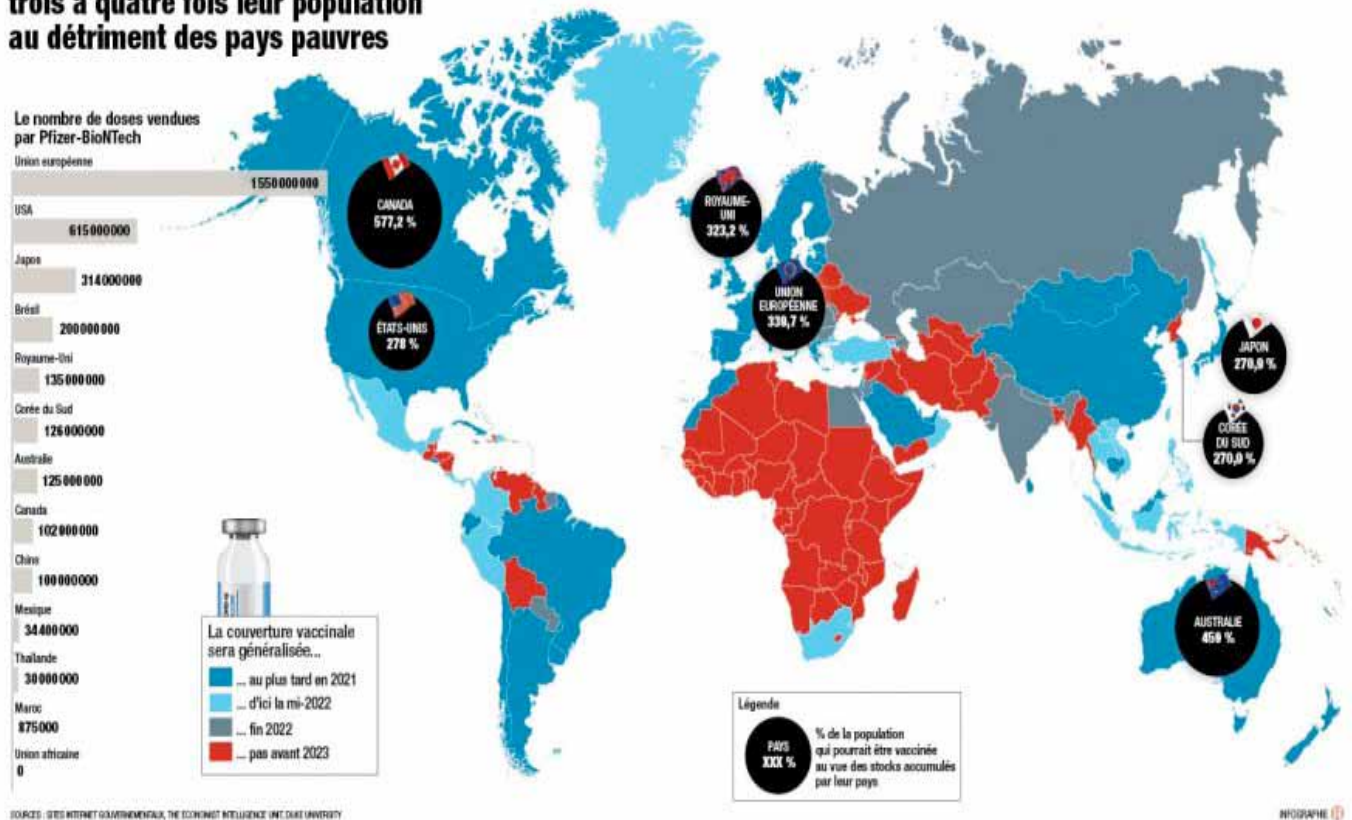 trois à quatre fois leur population
au détriment des pays pauvres
Le nombre de doses vendues
par Pfizer-BioNTech
Union européenne
1550000000
USA
615000000
Japon
314000000
Brésil
200000000
Royaume-Uni
135000000
Corée du Sud
126000000
Australie
125000000
Canada
102900000
Chine
100000000
Mexique
34400000
Thaïlande
30000000
Maroc
875000
Union africaine
0
CANADA
577,2 %
ÉTATS-UNIS
278 %
ROYAUME-
UNI
323,2 %
UNION
EUROPÉENNE
330,7 %
JAPON
270,9 %
CORÉE
DU SUD
270,9 %
AUSTRALIE
459 %
La couverture vaccinale
sera généralisée...
... au plus tard en 2021
... d'ici la mi-2022
... fin 2022
... pas avant 2023
Légende
PAYS
XXX %
% de la population
qui pourrait être vaccinée
au vue des stocks accumulés
par leur pays
SOURCES : SITES INTERNET GOUVERNEMENTAUX, THE ECONOMIST INTELLIGENCE UNIT, DUKE UNIVERSITY
INFOGRAPHIE